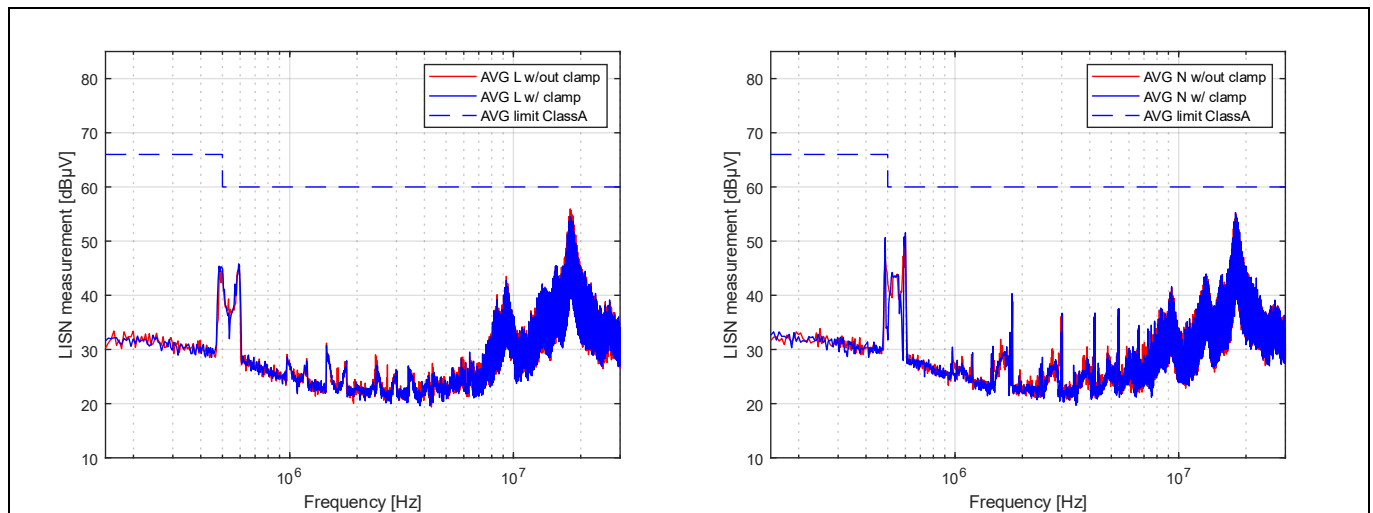 AVG L w/out clamp
AVG L w/ clamp
AVG limit ClassA
LISN measurement [dBµV]
80
70
60
50
40
30
20
10
10^6
10^7
Frequency [Hz]
AVG N w/out clamp
AVG N w/ clamp
AVG limit ClassA
LISN measurement [dBµV]
80
70
60
50
40
30
20
10
10^6
10^7
Frequency [Hz]